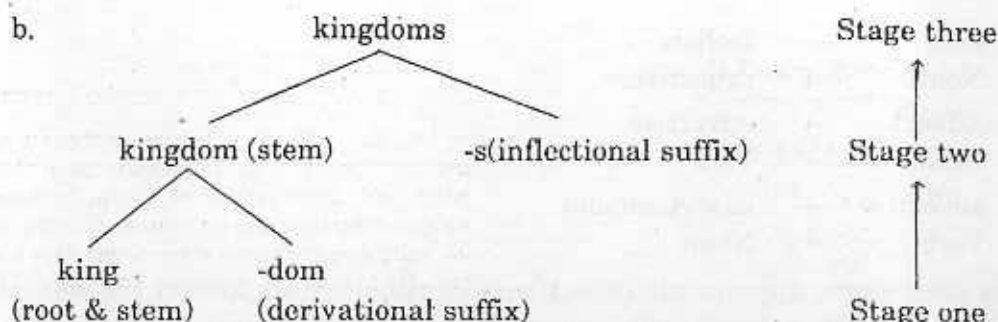 b. kingdoms Stage three
kingdom (stem) -s(inflectional suffix) Stage two
king -dom
(root & stem) (derivational suffix) Stage one